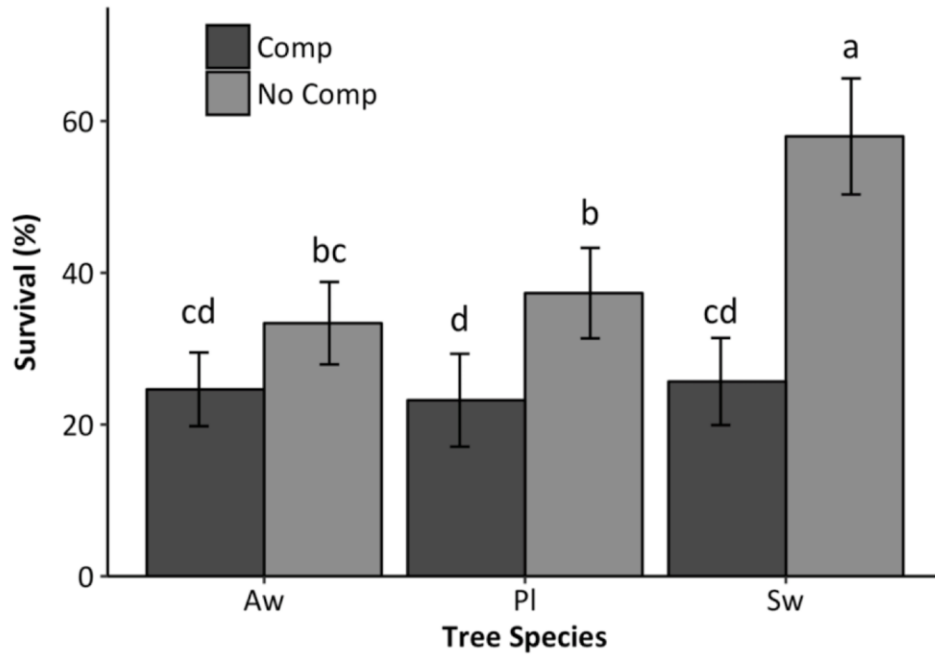 Comp
No Comp
a
60
b
bc
40
cd
d
cd
20
0
Survival (%)
Aw
Pl
Sw
Tree Species